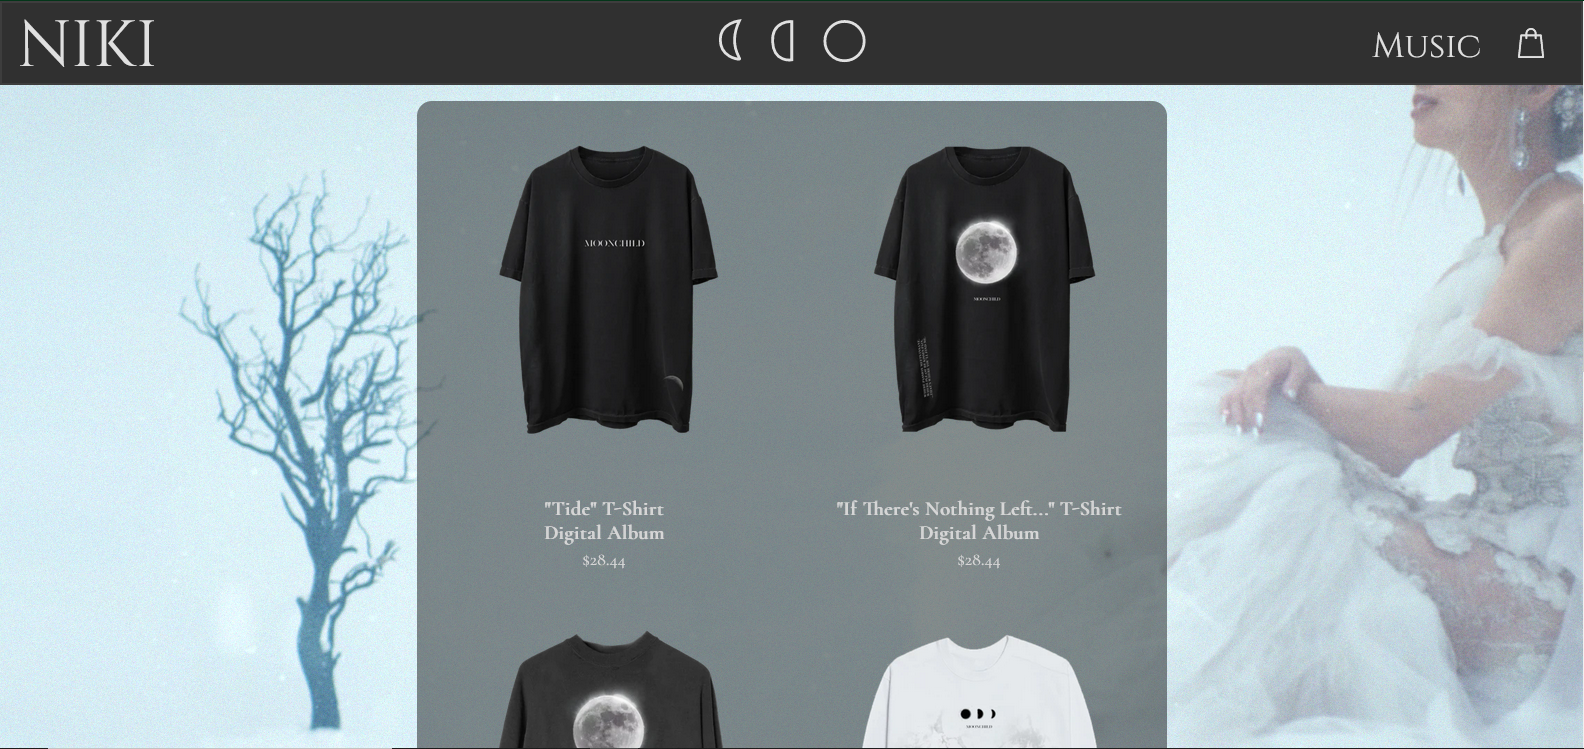 NIKI
Music
MOONCHILD
MOONCHILD
"Tide" T-Shirt
Digital Album
$28.44
"If There's Nothing Left..." T-Shirt
Digital Album
$28.44
MOONCHILD